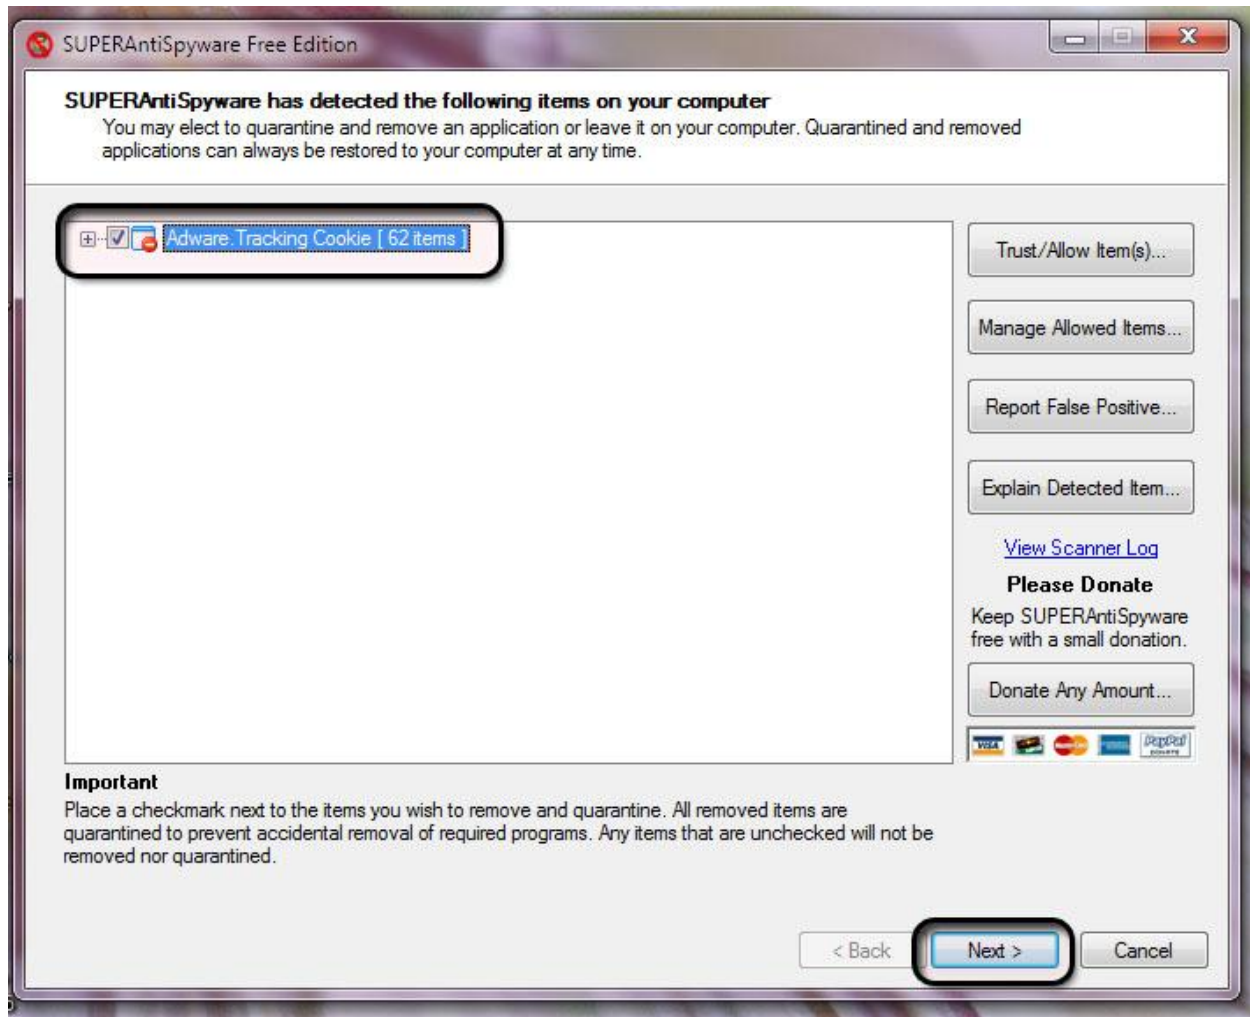 SUPERAntiSpyware Free Edition
SUPERAntiSpyware has detected the following items on your computer
You may elect to quarantine and remove an application or leave it on your computer. Quarantined and removed
applications can always be restored to your computer at any time.
Adware.Tracking Cookie [ 62 items ]
Trust/Allow Item(s)...
Manage Allowed Items...
Report False Positive...
Explain Detected Item...
View Scanner Log
Please Donate
Keep SUPERAntiSpyware
free with a small donation.
Donate Any Amount...
VISA PayPal
Important
Place a checkmark next to the items you wish to remove and quarantine. All removed items are
quarantined to prevent accidental removal of required programs. Any items that are unchecked will not be
removed nor quarantined.
< Back
Next >
Cancel